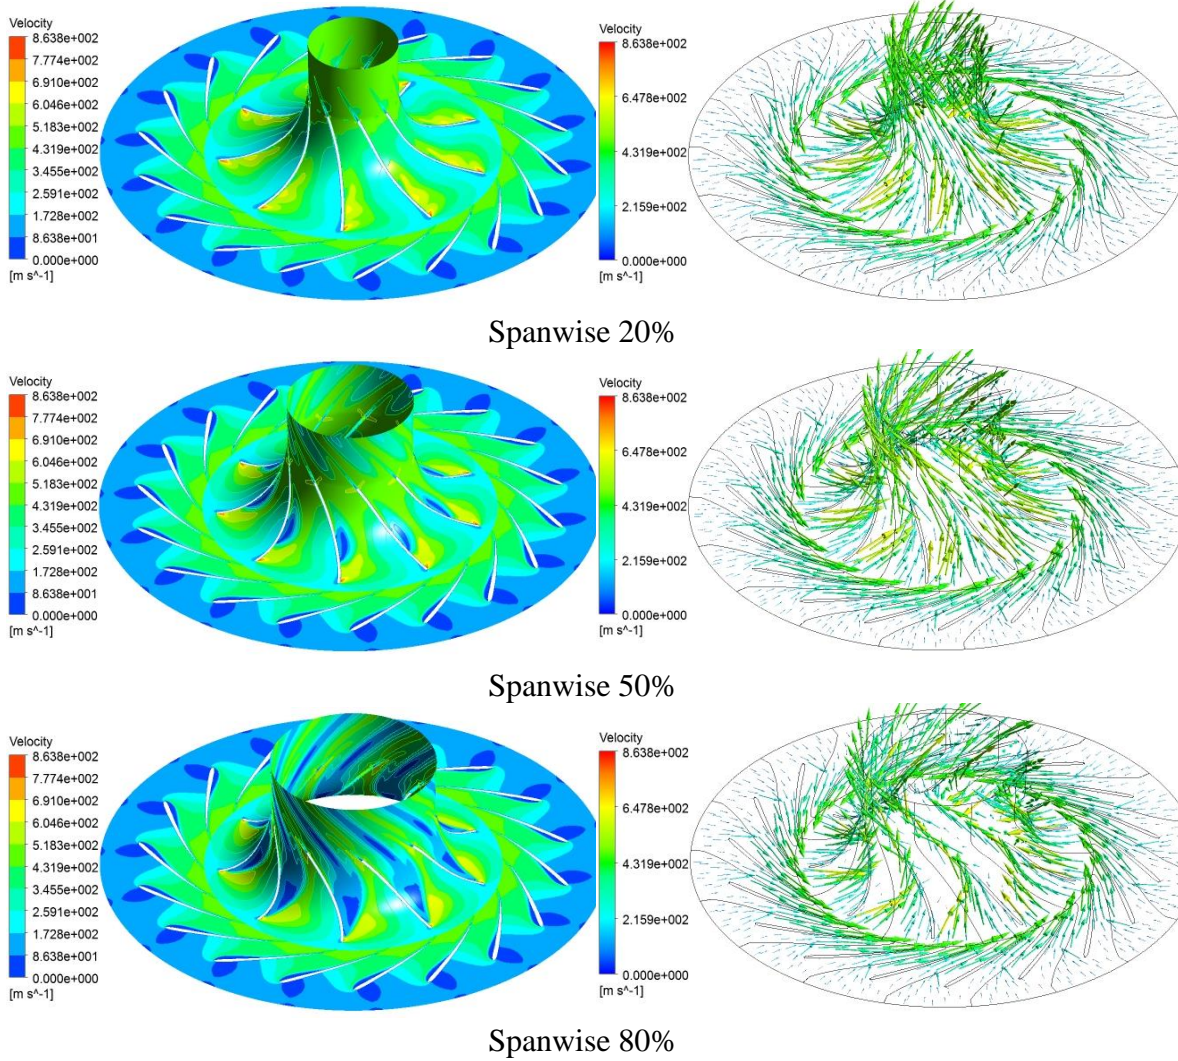 Velocity
8.638e+002
7.774e+002
6.910e+002
6.046e+002
5.183e+002
4.319e+002
3.455e+002
2.591e+002
1.728e+002
8.638e+001
0.000e+000
[m s^-1]
Velocity
8.638e+002
6.478e+002
4.319e+002
2.159e+002
0.000e+000
[m s^-1]
Spanwise 20%
Velocity
8.638e+002
7.774e+002
6.910e+002
6.046e+002
5.183e+002
4.319e+002
3.455e+002
2.591e+002
1.728e+002
8.638e+001
0.000e+000
[m s^-1]
Velocity
8.638e+002
6.478e+002
4.319e+002
2.159e+002
0.000e+000
[m s^-1]
Spanwise 50%
Velocity
8.638e+002
7.774e+002
6.910e+002
6.046e+002
5.183e+002
4.319e+002
3.455e+002
2.591e+002
1.728e+002
8.638e+001
0.000e+000
[m s^-1]
Velocity
8.638e+002
6.478e+002
4.319e+002
2.159e+002
0.000e+000
[m s^-1]
Spanwise 80%